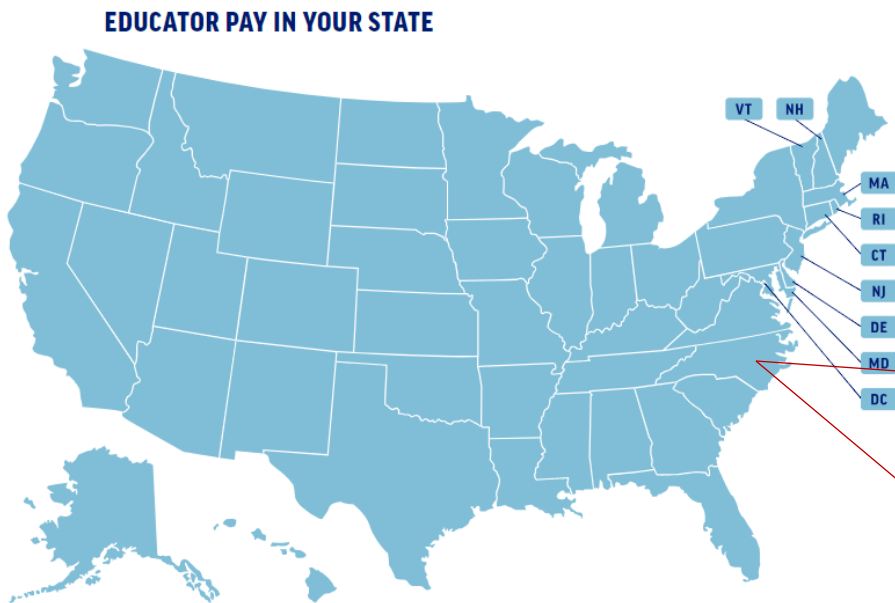 EDUCATOR PAY IN YOUR STATE
VT NH
MA
RI
CT
NJ
DE
MD
DC